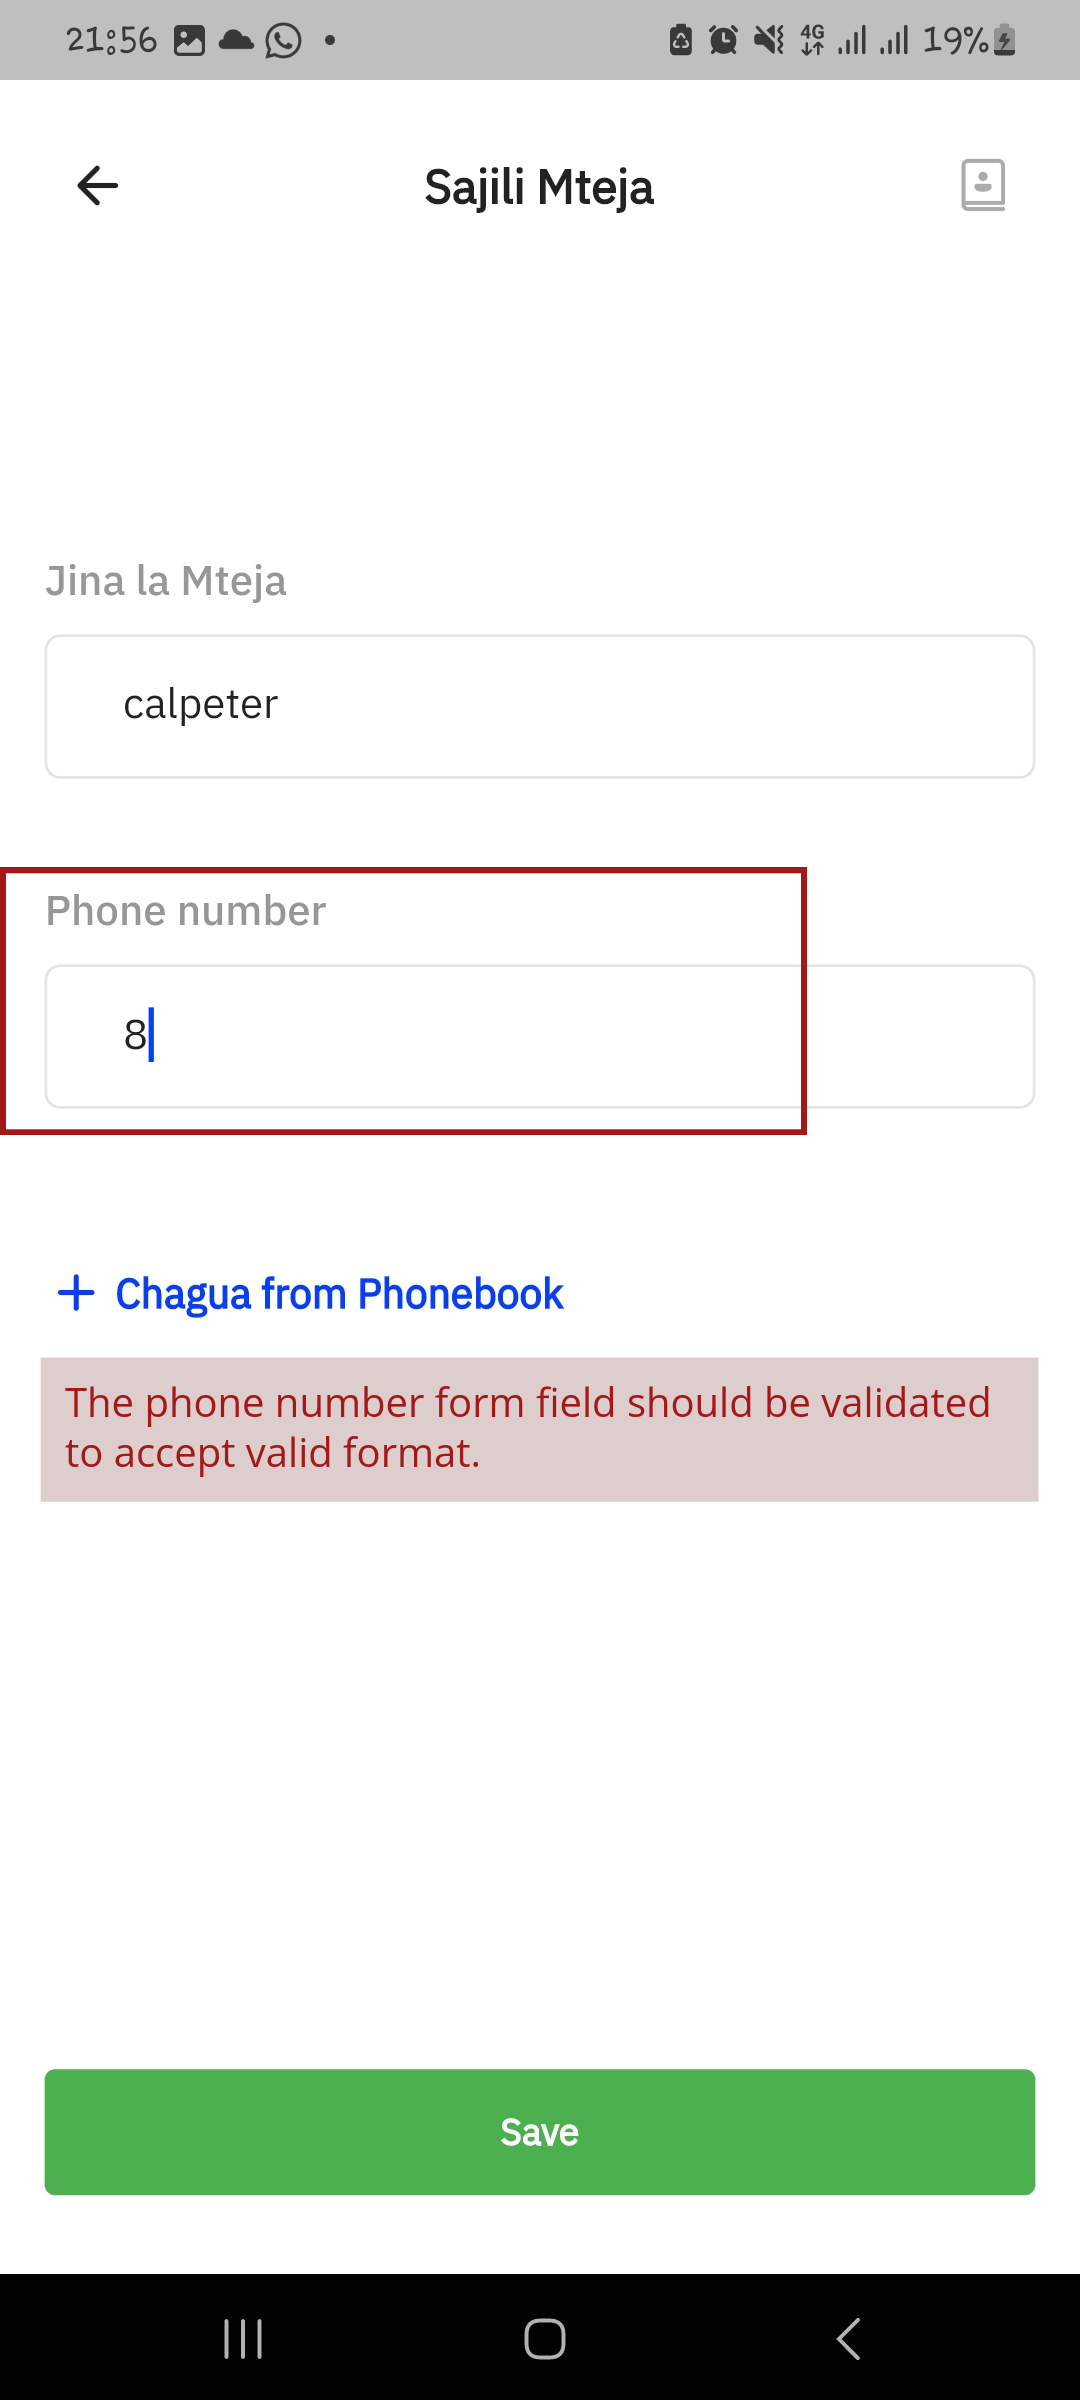 21:56 4G 19%
Sajili Mteja
Jina la Mteja
calpeter
Phone number
8
Chagua from Phonebook
The phone number form field should be validated
to accept valid format.
Save